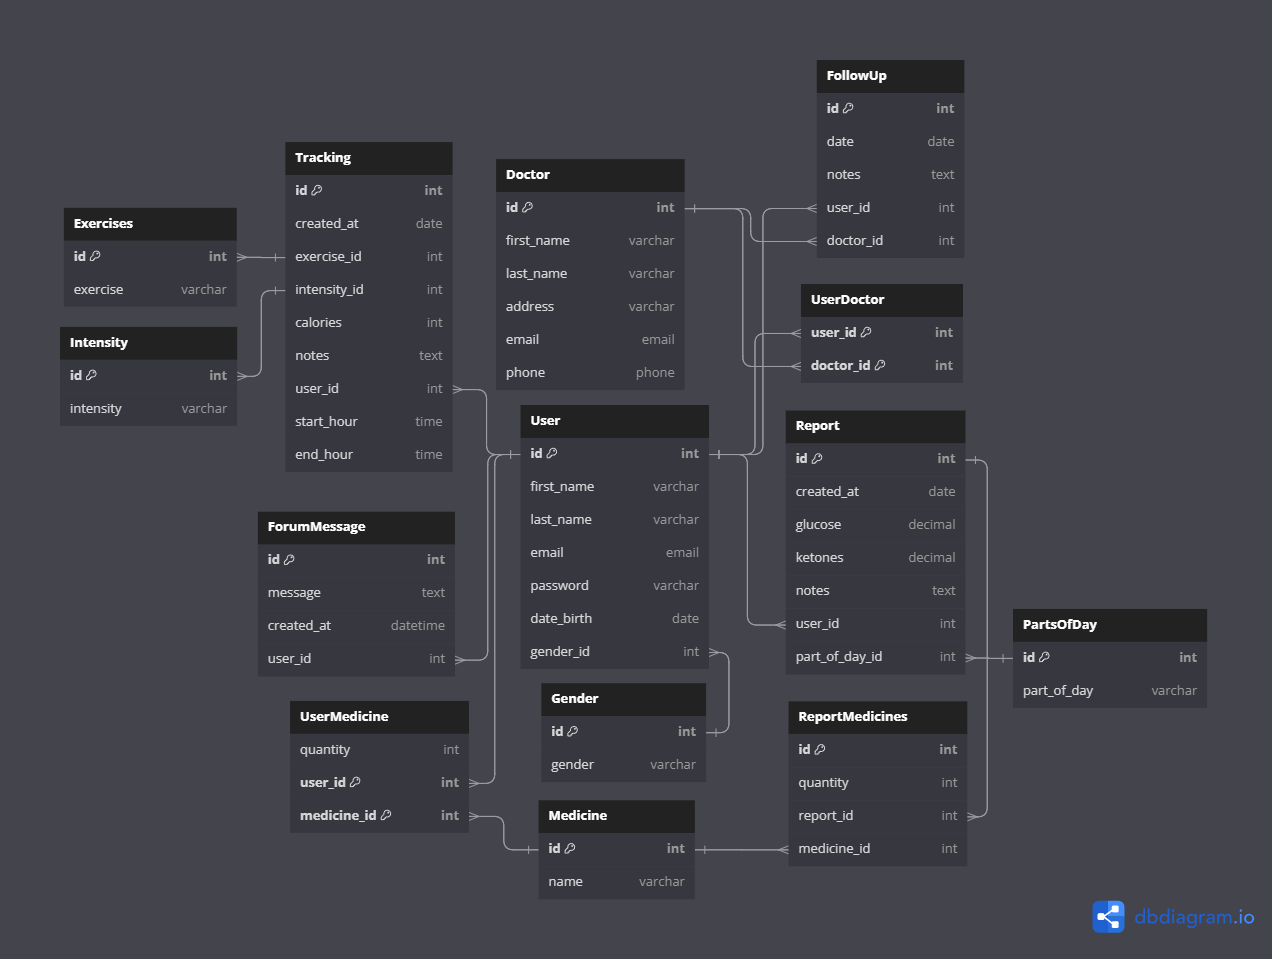 FollowUp
id int
date date
notes text
user_id int
doctor_id int
Tracking
id int
created_at date
exercise_id int
intensity_id int
calories int
notes text
user_id int
start_hour time
end_hour time
Doctor
id int
first_name varchar
last_name varchar
address varchar
email email
phone phone
Exercises
id int
exercise varchar
UserDoctor
user_id int
doctor_id int
Intensity
id int
intensity varchar
User
id int
first_name varchar
last_name varchar
email email
password varchar
date_birth date
gender_id int
Report
id int
created_at date
glucose decimal
ketones decimal
notes text
user_id int
part_of_day_id int
ForumMessage
id int
message text
created_at datetime
user_id int
PartsOfDay
id int
part_of_day varchar
Gender
id int
gender varchar
UserMedicine
quantity int
user_id int
medicine_id int
ReportMedicines
id int
quantity int
report_id int
medicine_id int
Medicine
id int
name varchar
dbdiagram.io